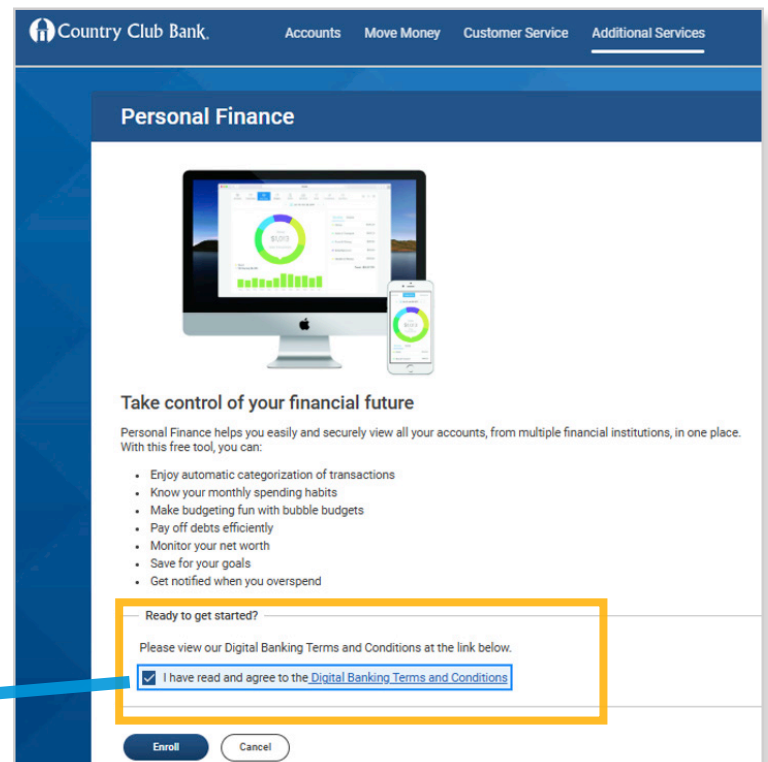 Country Club Bank.
Accounts Move Money Customer Service Additional Services
Personal Finance
$1,013
Take control of your financial future
Personal Finance helps you easily and securely view all your accounts, from multiple financial institutions, in one place.
With this free tool, you can:
• Enjoy automatic categorization of transactions
• Know your monthly spending habits
• Make budgeting fun with bubble budgets
• Pay off debts efficiently
• Monitor your net worth
• Save for your goals
• Get notified when you overspend
Ready to get started?
Please view our Digital Banking Terms and Conditions at the link below.
I have read and agree to the Digital Banking Terms and Conditions
Enroll Cancel